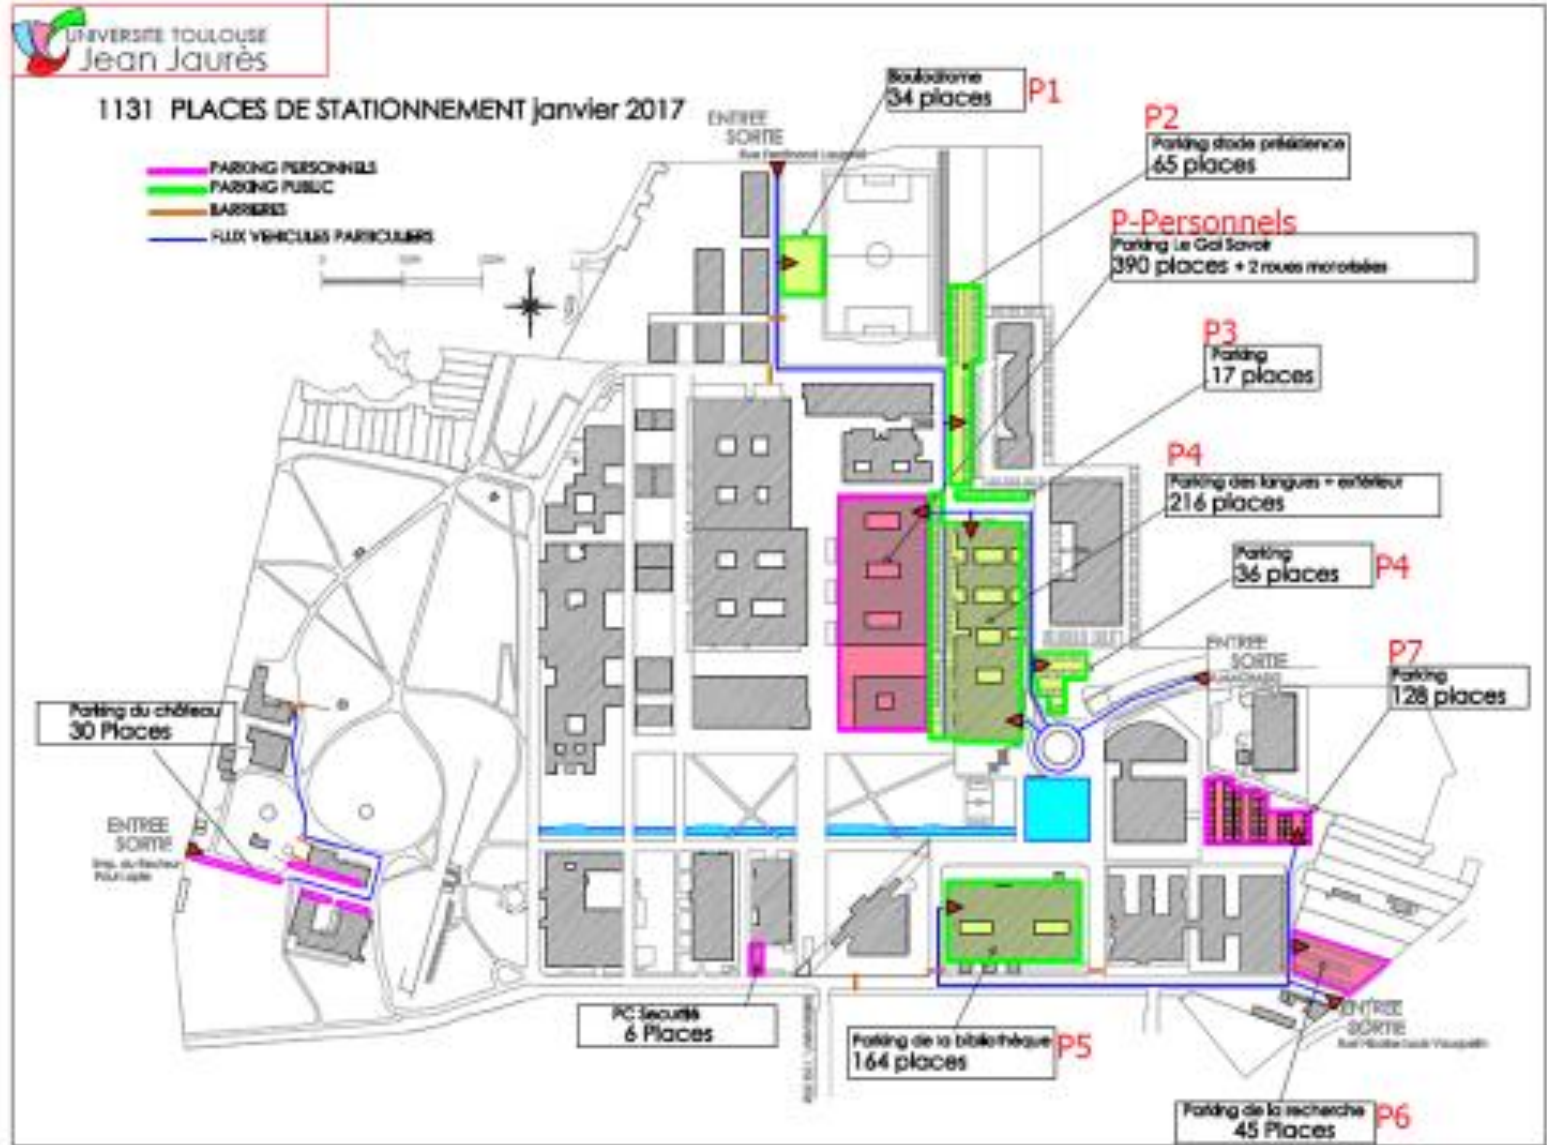 UNIVERSITE TOULOUSE
Jean Jaurès
1131 PLACES DE STATIONNEMENT janvier 2017
PARKING PERSONNELS
PARKING PUBLIC
BARRIERES
FLUX VEHICULES PARTICULIERS
ENTREE
SORTIE
Boulodrome
34 places
P1
P2
Parking stade présidence
65 places
P-Personnels
Parking Le Gai Savoir
390 places + 2 roues motorisées
P3
Parking
17 places
P4
Parking des langues + extérieur
216 places
Parking
36 places
P4
ENTREE
SORTIE
P7
Parking
128 places
Parking du château
30 Places
ENTREE
SORTIE
PC Securité
6 Places
Parking de la bibliothèque
164 places
P5
ENTREE
SORTIE
Parking de la recherche
45 Places
P6